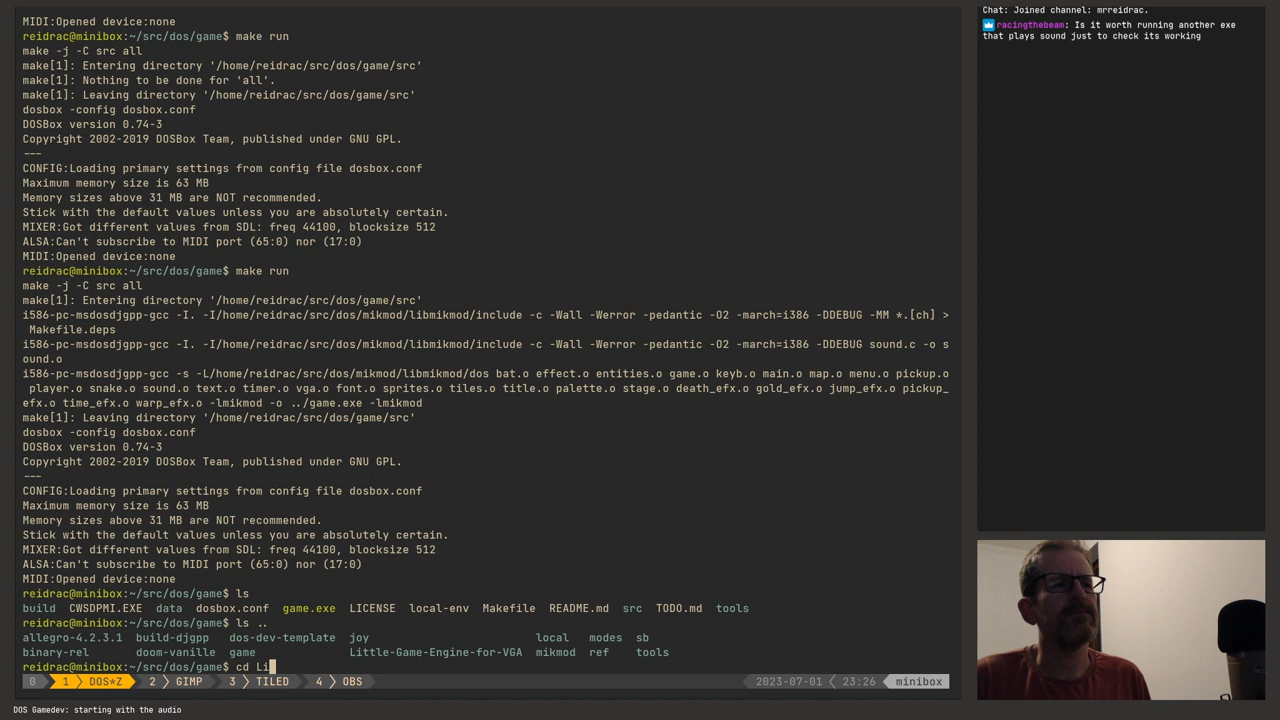 MIDI:Opened device:none
reidrac@minibox:~/src/dos/game$ make run
make -j -C src all
make[1]: Entering directory '/home/reidrac/src/dos/game/src'
make[1]: Nothing to be done for 'all'.
make[1]: Leaving directory '/home/reidrac/src/dos/game/src'
dosbox -config dosbox.conf
DOSBox version 0.74-3
Copyright 2002-2019 DOSBox Team, published under GNU GPL.
---
CONFIG:Loading primary settings from config file dosbox.conf
Maximum memory size is 63 MB
Memory sizes above 31 MB are NOT recommended.
Stick with the default values unless you are absolutely certain.
MIXER:Got different values from SDL: freq 44100, blocksize 512
ALSA:Can't subscribe to MIDI port (65:0) nor (17:0)
MIDI:Opened device:none
reidrac@minibox:~/src/dos/game$ make run
make -j -C src all
make[1]: Entering directory '/home/reidrac/src/dos/game/src'
i586-pc-msdosdjgpp-gcc -I. -I/home/reidrac/src/dos/mikmod/libmikmod/include -c -Wall -Werror -pedantic -O2 -march=i386 -DDEBUG -MM *.[ch] >
Makefile.deps
i586-pc-msdosdjgpp-gcc -I. -I/home/reidrac/src/dos/mikmod/libmikmod/include -c -Wall -Werror -pedantic -O2 -march=i386 -DDEBUG sound.c -o s
ound.o
i586-pc-msdosdjgpp-gcc -s -L/home/reidrac/src/dos/mikmod/libmikmod/dos bat.o effect.o entities.o game.o keyb.o main.o map.o menu.o pickup.o
player.o snake.o sound.o text.o timer.o vga.o font.o sprites.o tiles.o title.o palette.o stage.o death_efx.o gold_efx.o jump_efx.o pickup_
efx.o time_efx.o warp_efx.o -lmikmod -o ../game.exe -lmikmod
make[1]: Leaving directory '/home/reidrac/src/dos/game/src'
dosbox -config dosbox.conf
DOSBox version 0.74-3
Copyright 2002-2019 DOSBox Team, published under GNU GPL.
---
CONFIG:Loading primary settings from config file dosbox.conf
Maximum memory size is 63 MB
Memory sizes above 31 MB are NOT recommended.
Stick with the default values unless you are absolutely certain.
MIXER:Got different values from SDL: freq 44100, blocksize 512
ALSA:Can't subscribe to MIDI port (65:0) nor (17:0)
MIDI:Opened device:none
reidrac@minibox:~/src/dos/game$ ls
build CWSDPMI.EXE data dosbox.conf game.exe LICENSE local-env Makefile README.md src TODO.md tools
reidrac@minibox:~/src/dos/game$ ls ..
allegro-4.2.3.1 build-djgpp dos-dev-template joy local modes sb
binary-rel doom-vanille game Little-Game-Engine-for-VGA mikmod ref tools
reidrac@minibox:~/src/dos/game$ cd Li
0 1 DOS*Z 2 GIMP 3 TILED 4 OBS 2023-07-01 23:26 minibox
DOS Gamedev: starting with the audio
Chat: Joined channel: mrreidrac.
racingthebeam: Is it worth running another exe
that plays sound just to check its working